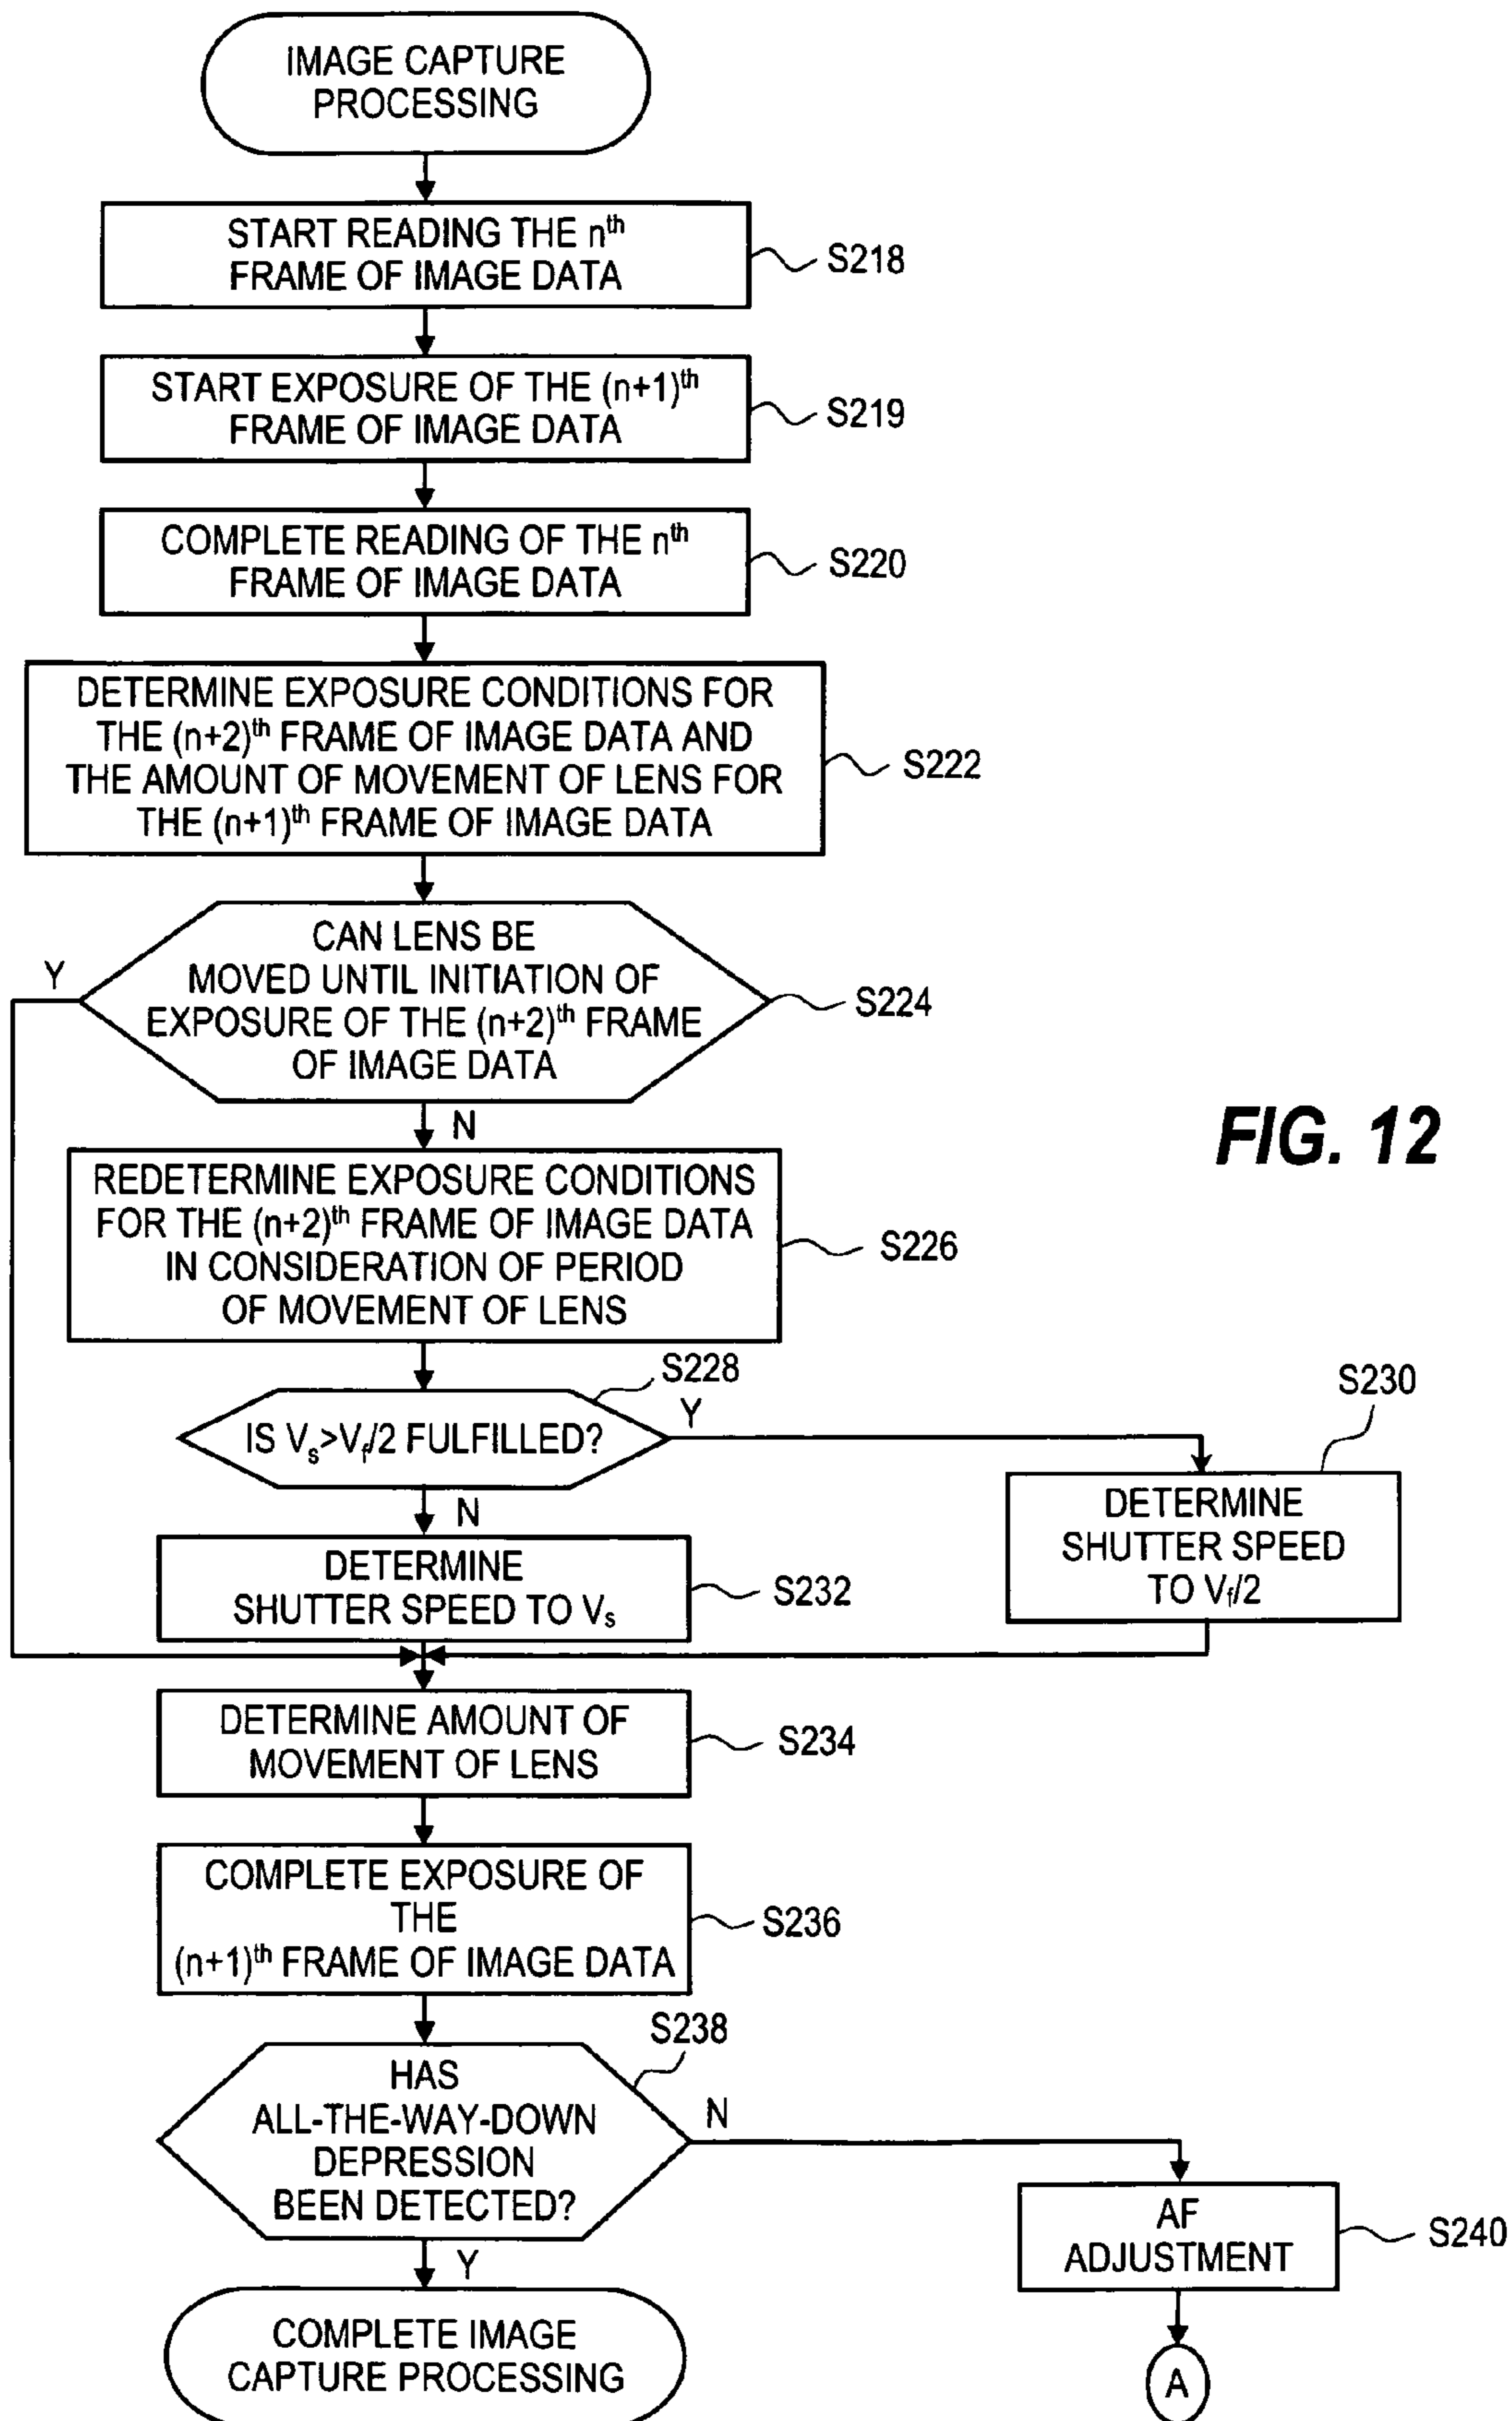 IMAGE CAPTURE
PROCESSING
START READING THE nth
FRAME OF IMAGE DATA
S218
START EXPOSURE OF THE (n+1)th
FRAME OF IMAGE DATA
S219
COMPLETE READING OF THE nth
FRAME OF IMAGE DATA
S220
DETERMINE EXPOSURE CONDITIONS FOR
THE (n+2)th FRAME OF IMAGE DATA AND
THE AMOUNT OF MOVEMENT OF LENS FOR
THE (n+1)th FRAME OF IMAGE DATA
S222
CAN LENS BE
MOVED UNTIL INITIATION OF
EXPOSURE OF THE (n+2)th FRAME
OF IMAGE DATA
S224
Y
N
FIG. 12
REDETERMINE EXPOSURE CONDITIONS
FOR THE (n+2)th FRAME OF IMAGE DATA
IN CONSIDERATION OF PERIOD
OF MOVEMENT OF LENS
S226
S228
IS Vs>Vf/2 FULFILLED?
Y
N
S230
DETERMINE
SHUTTER SPEED
TO Vf/2
DETERMINE
SHUTTER SPEED TO Vs
S232
DETERMINE AMOUNT OF
MOVEMENT OF LENS
S234
COMPLETE EXPOSURE OF
THE
(n+1)th FRAME OF IMAGE DATA
S236
S238
HAS
ALL-THE-WAY-DOWN
DEPRESSION
BEEN DETECTED?
N
Y
AF
ADJUSTMENT
S240
COMPLETE IMAGE
CAPTURE PROCESSING
A